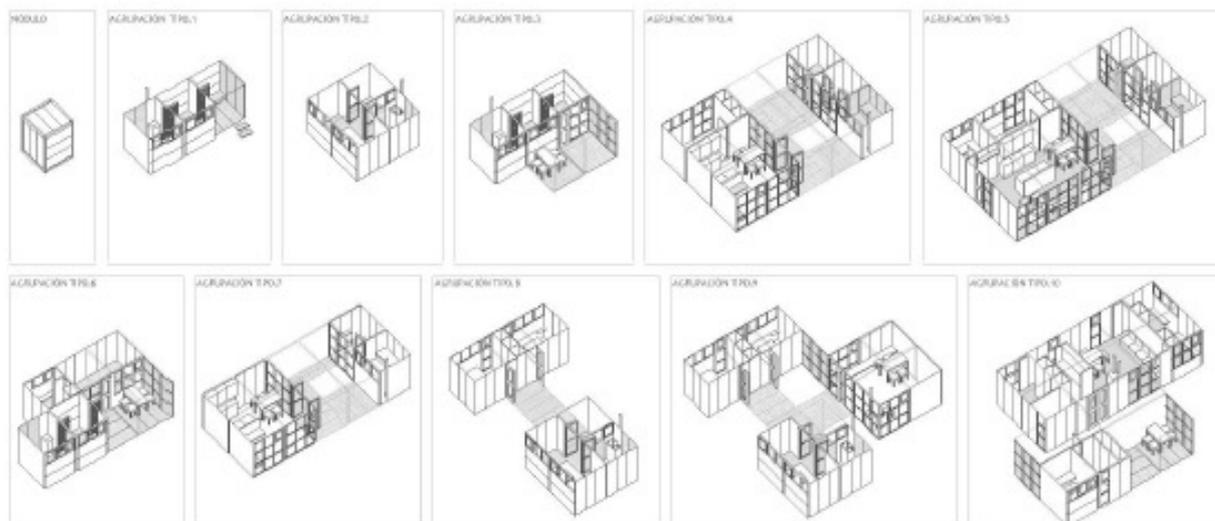 MODULO
AGRUPACIÓN TIPO.1
AGRUPACIÓN TIPO.2
AGRUPACIÓN TIPO.3
AGRUPACIÓN TIPO.4
AGRUPACIÓN TIPO.5
AGRUPACIÓN TIPO.6
AGRUPACIÓN TIPO.7
AGRUPACIÓN TIPO.8
AGRUPACIÓN TIPO.9
AGRUPACIÓN TIPO.10